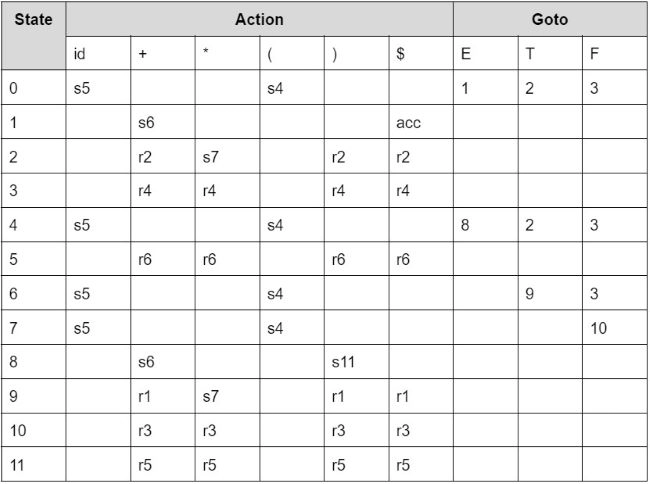 State Action Goto
id + * ( ) $ E T F
0 s5 s4 1 2 3
1 s6 acc
2 r2 s7 r2 r2
3 r4 r4 r4 r4
4 s5 s4 8 2 3
5 r6 r6 r6 r6
6 s5 s4 9 3
7 s5 s4 10
8 s6 s11
9 r1 s7 r1 r1
10 r3 r3 r3 r3
11 r5 r5 r5 r5